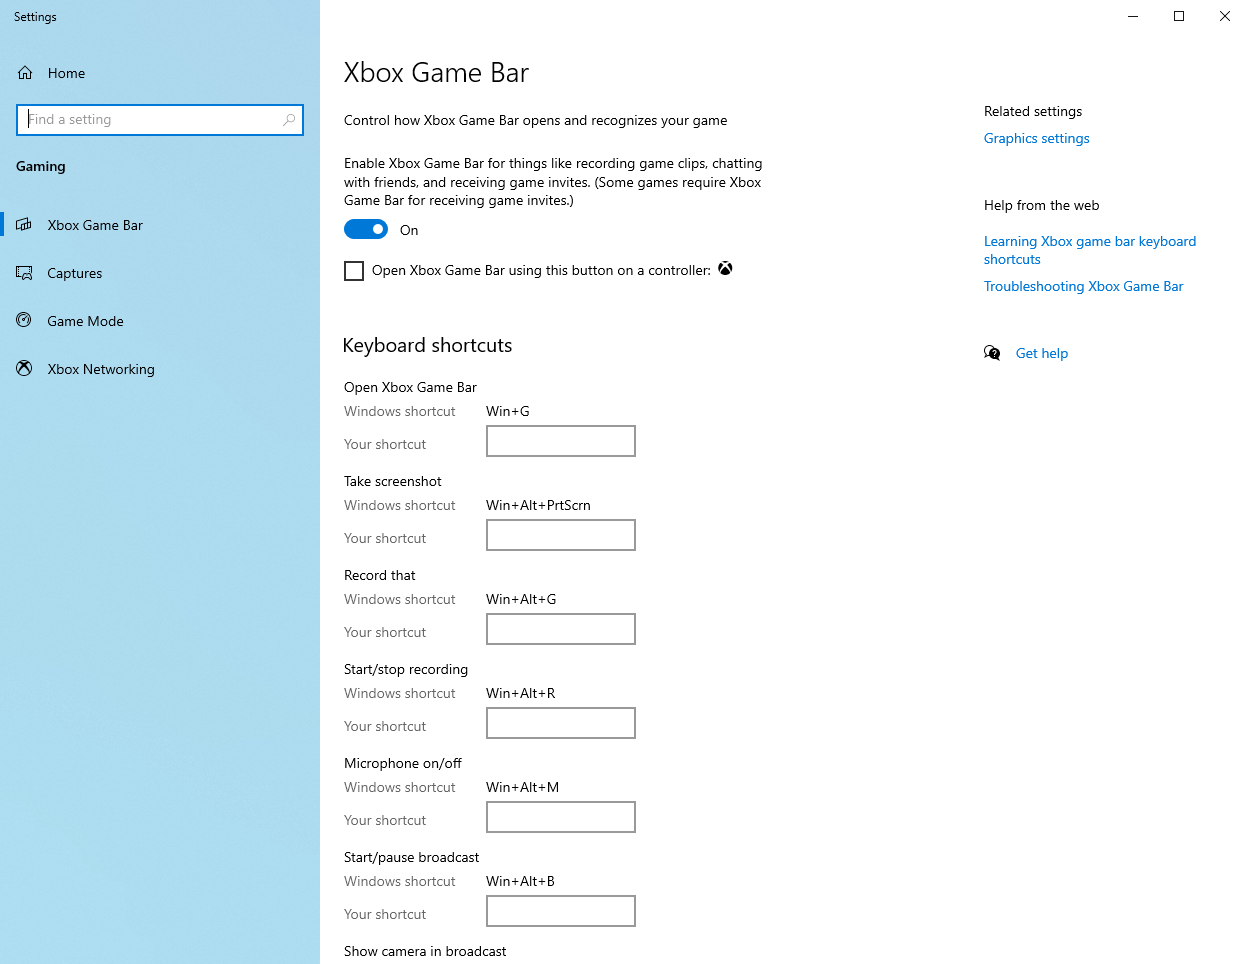 Settings
Home
Find a setting
Gaming
Xbox Game Bar
Captures
Game Mode
Xbox Networking
Xbox Game Bar
Control how Xbox Game Bar opens and recognizes your game
Enable Xbox Game Bar for things like recording game clips, chatting
with friends, and receiving game invites. (Some games require Xbox
Game Bar for receiving game invites.)
On
Open Xbox Game Bar using this button on a controller:
Keyboard shortcuts
Open Xbox Game Bar
Windows shortcut Win+G
Your shortcut
Take screenshot
Windows shortcut Win+Alt+PrtScrn
Your shortcut
Record that
Windows shortcut Win+Alt+G
Your shortcut
Start/stop recording
Windows shortcut Win+Alt+R
Your shortcut
Microphone on/off
Windows shortcut Win+Alt+M
Your shortcut
Start/pause broadcast
Windows shortcut Win+Alt+B
Your shortcut
Show camera in broadcast
Related settings
Graphics settings
Help from the web
Learning Xbox game bar keyboard
shortcuts
Troubleshooting Xbox Game Bar
Get help